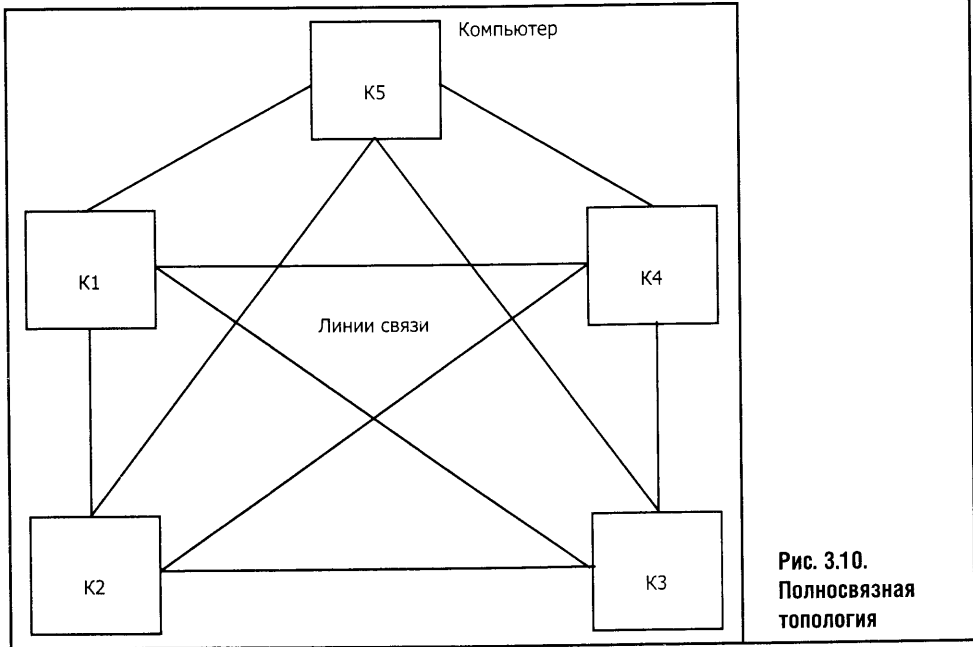 Компьютер
К5
К1
К4
Линии связи
К2
К3
Рис. 3.10.
Полносвязная
топология